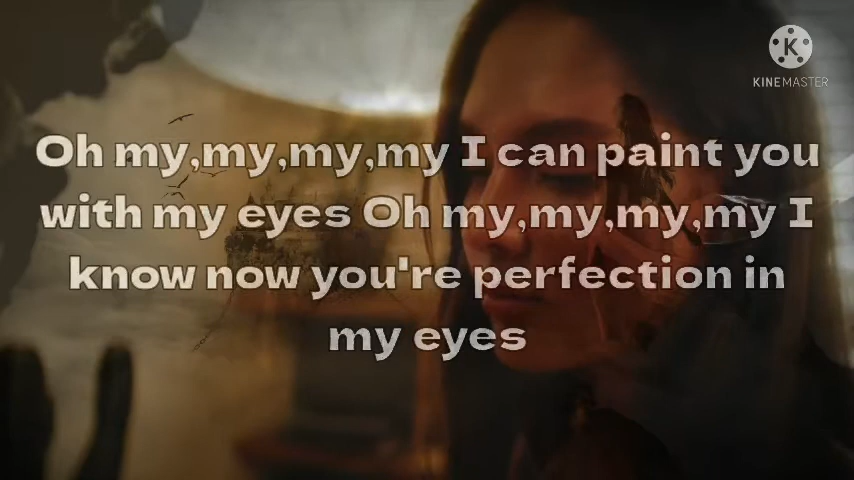 KINEMASTER
Oh my,my,my,my I can paint you
with my eyes Oh my,my,my,my I
know now you're perfection in
my eyes